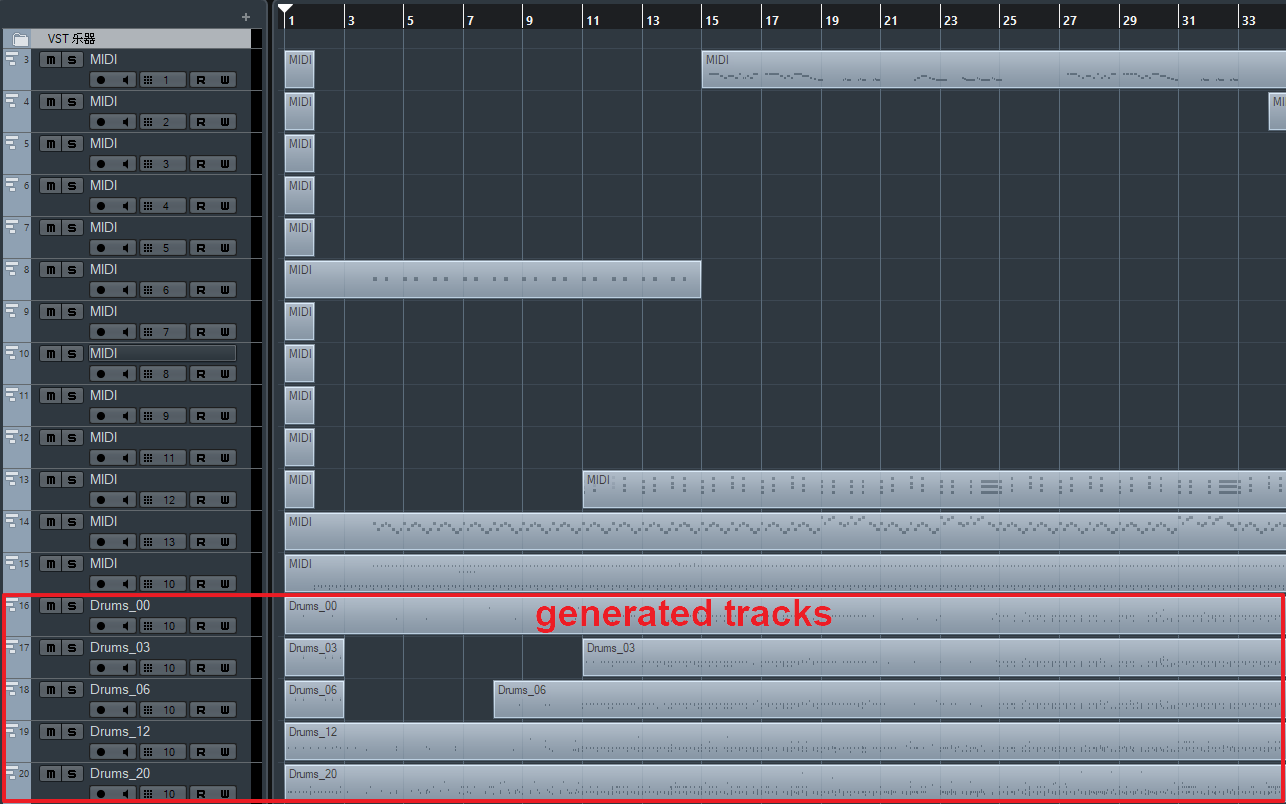 +
1 3 5 7 9 11 13 15 17 19 21 23 25 27 29 31 33
VST 乐器
3 m S MIDI MIDI MIDI
1 R W
4 m S MIDI MIDI MI
2 R W
5 m S MIDI MIDI
3 R W
6 m S MIDI MIDI
4 R W
7 m S MIDI MIDI
5 R W
8 m S MIDI MIDI
6 R W
9 m S MIDI MIDI
7 R W
10 m S MIDI MIDI
8 R W
11 m S MIDI MIDI
9 R W
12 m S MIDI MIDI
11 R W
13 m S MIDI MIDI MIDI
12 R W
14 m S MIDI MIDI
13 R W
15 m S MIDI MIDI
10 R W
16 m S Drums_00 Drums_00
generated tracks
10 R W
17 m S Drums_03 Drums_03 Drums_03
10 R W
18 m S Drums_06 Drums_06 Drums_06
10 R W
19 m S Drums_12 Drums_12
10 R W
20 m S Drums_20 Drums_20
10 R W